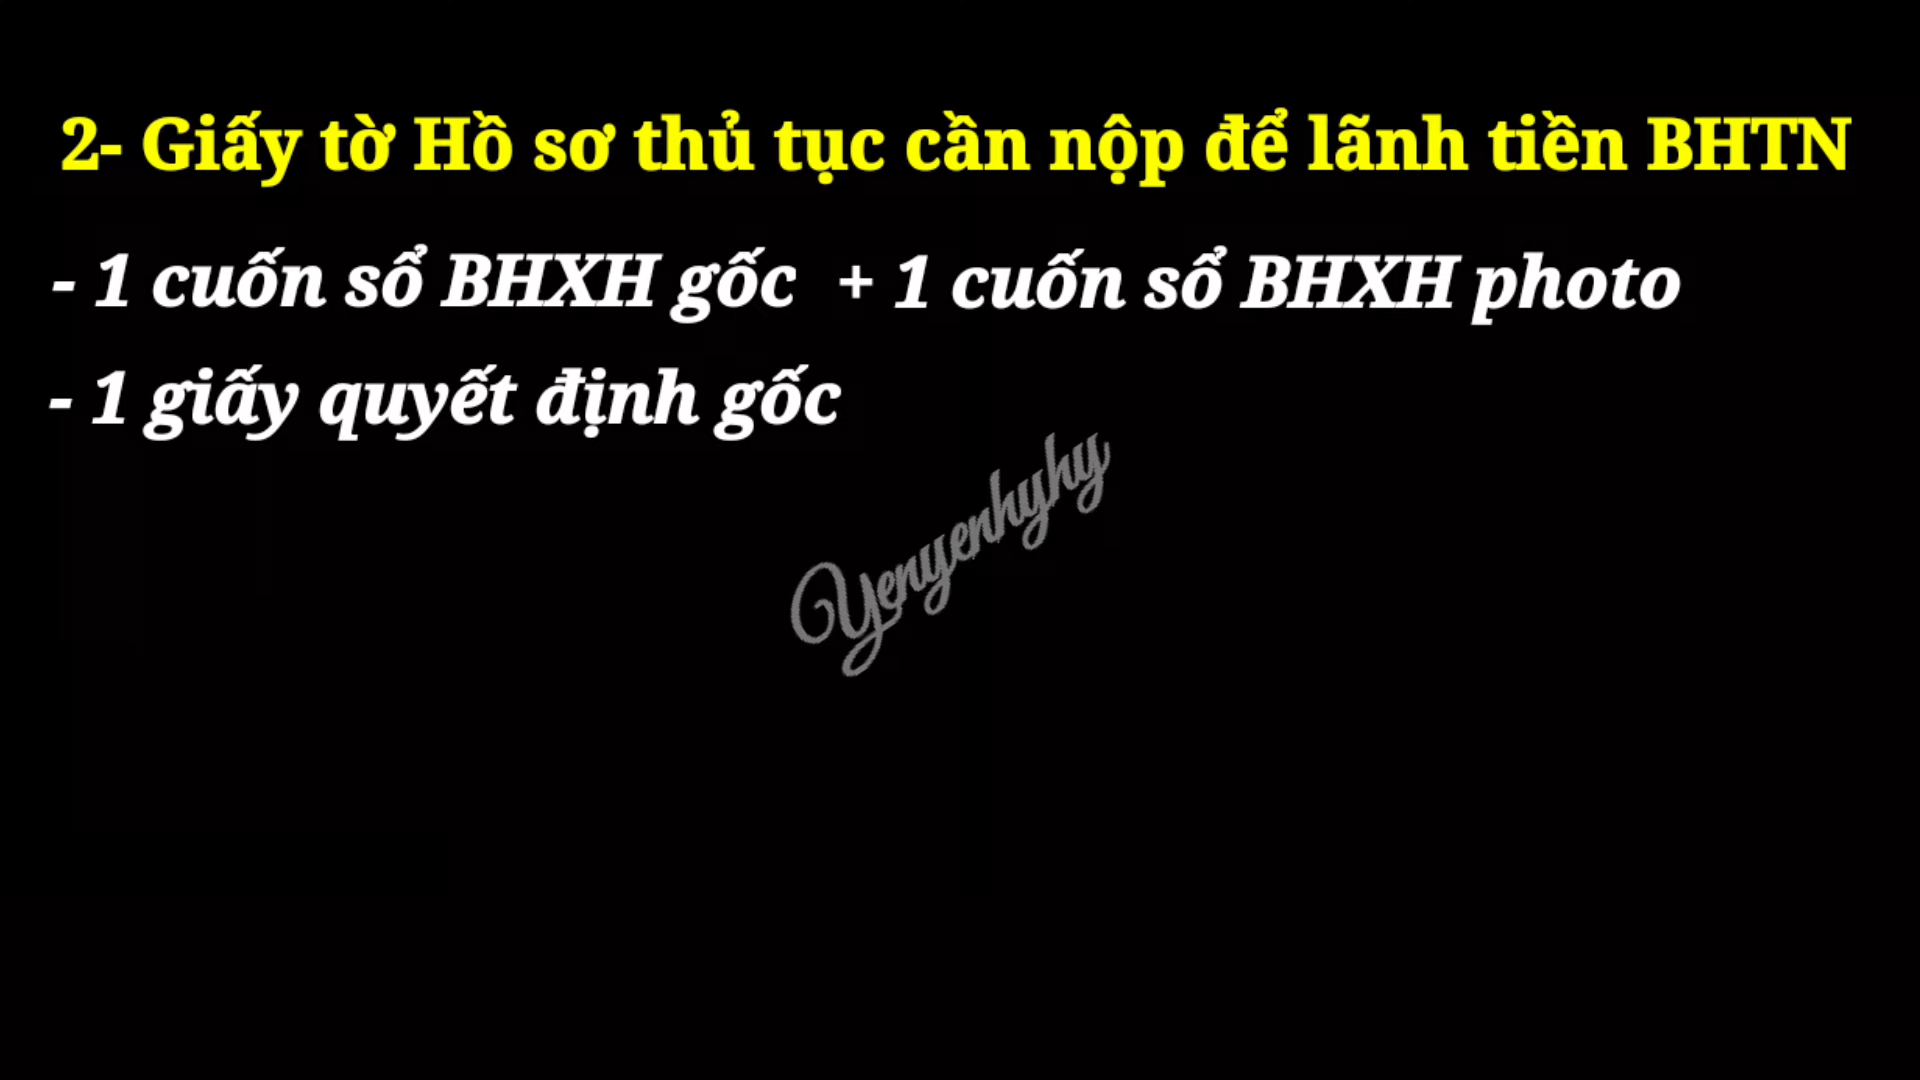 2- Giấy tờ Hồ sơ thủ tục cần nộp để lãnh tiền BHTN
- 1 cuốn sổ BHXH gốc + 1 cuốn sổ BHXH photo
- 1 giấy quyết định gốc
Yenyenhyhy